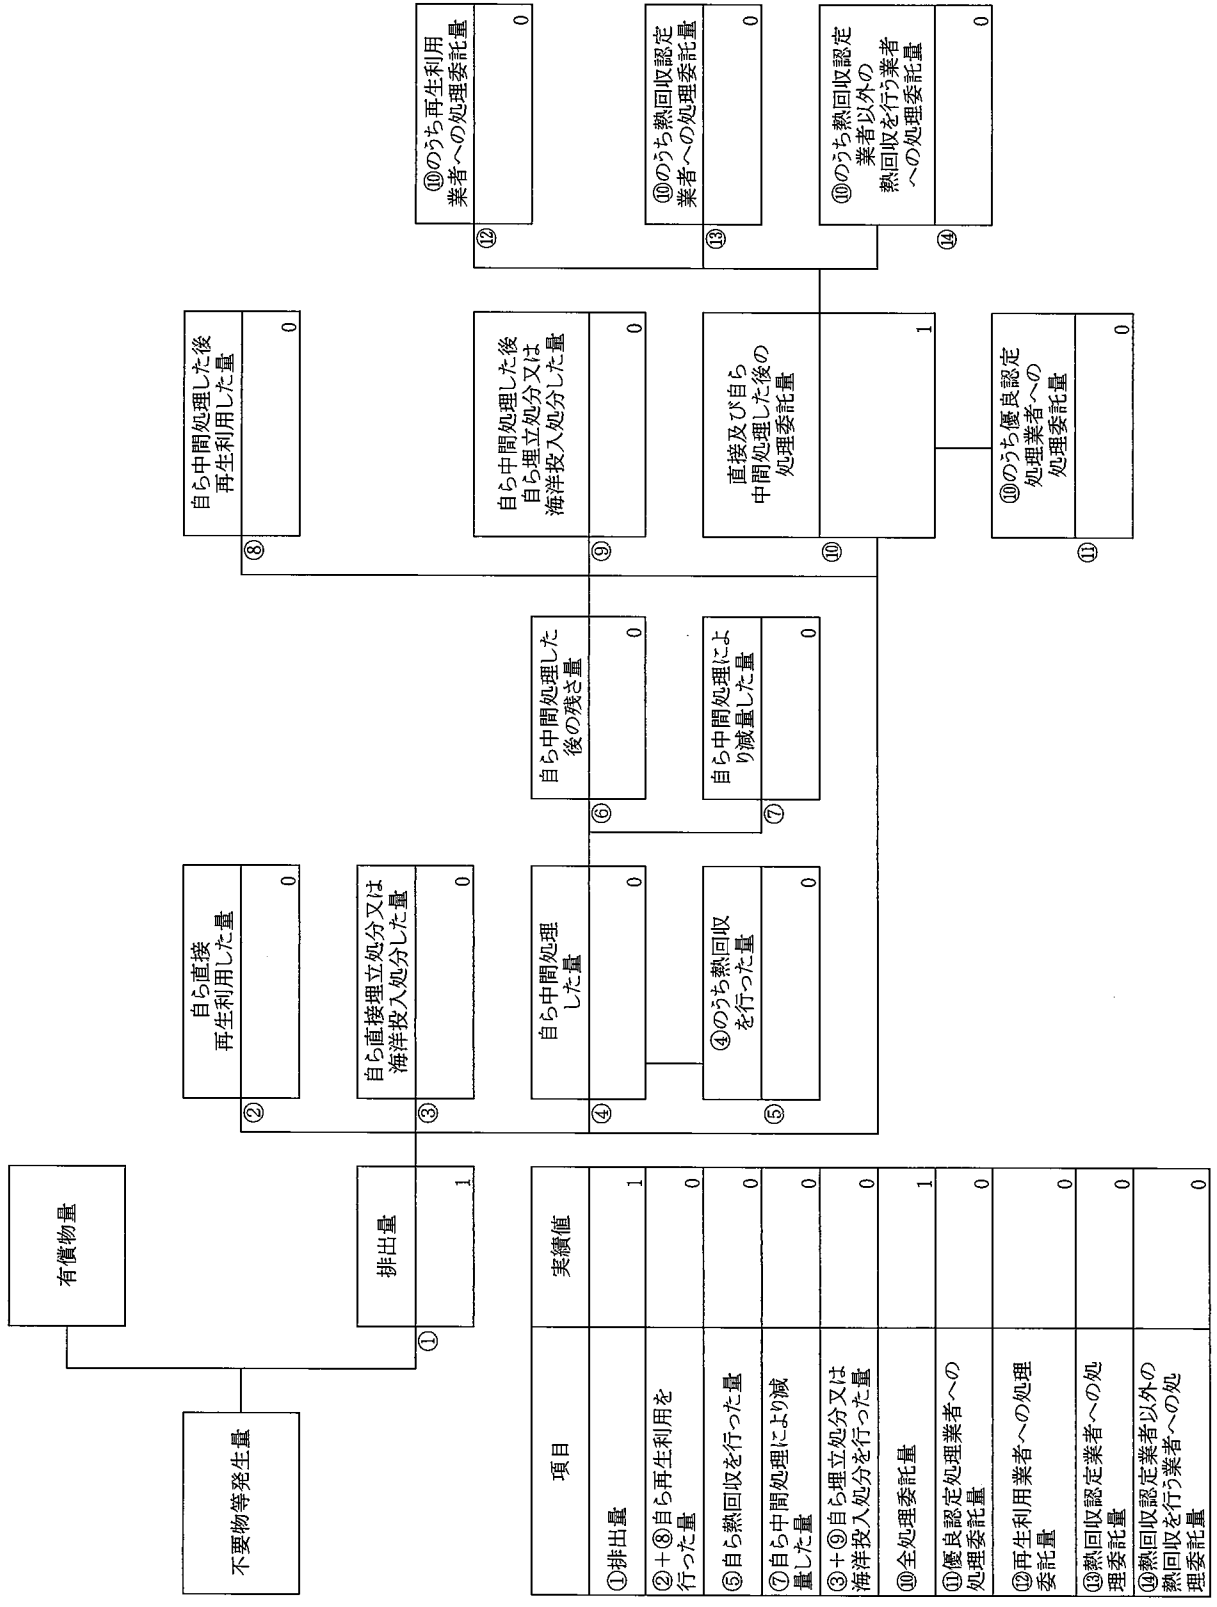 不要物等発生量
有償物量
①
排出量
1
②
自ら直接
再生利用した量
0
③
自ら直接埋立処分又は
海洋投入処分した量
0
④
自ら中間処理
した量
0
⑤
④のうち熱回収
を行った量
0
⑥
自ら中間処理した
後の残さ量
0
⑦
自ら中間処理によ
り減量した量
0
⑧
自ら中間処理した後
再生利用した量
0
⑨
自ら中間処理した後
自ら埋立処分又は
海洋投入処分した量
0
⑩
直接及び自ら
中間処理した後の
処理委託量
1
⑪
⑩のうち優良認定
処理業者への
処理委託量
0
⑫
⑩のうち再生利用
業者への処理委託量
0
⑬
⑩のうち熱回収認定
業者への処理委託量
0
⑭
⑩のうち熱回収認定
業者以外の
熱回収を行う業者
への処理委託量
0
項目 実績値
①排出量 1
②+⑧自ら再生利用を
行った量 0
⑤自ら熱回収を行った量 0
⑦自ら中間処理により減
量した量 0
③+⑨自ら埋立処分又は
海洋投入処分を行った量 0
⑩全処理委託量 1
⑪優良認定処理業者への
処理委託量 0
⑫再生利用業者への処理
委託量 0
⑬熱回収認定業者への処
理委託量 0
⑭熱回収認定業者以外の
熱回収を行う業者への処
理委託量 0